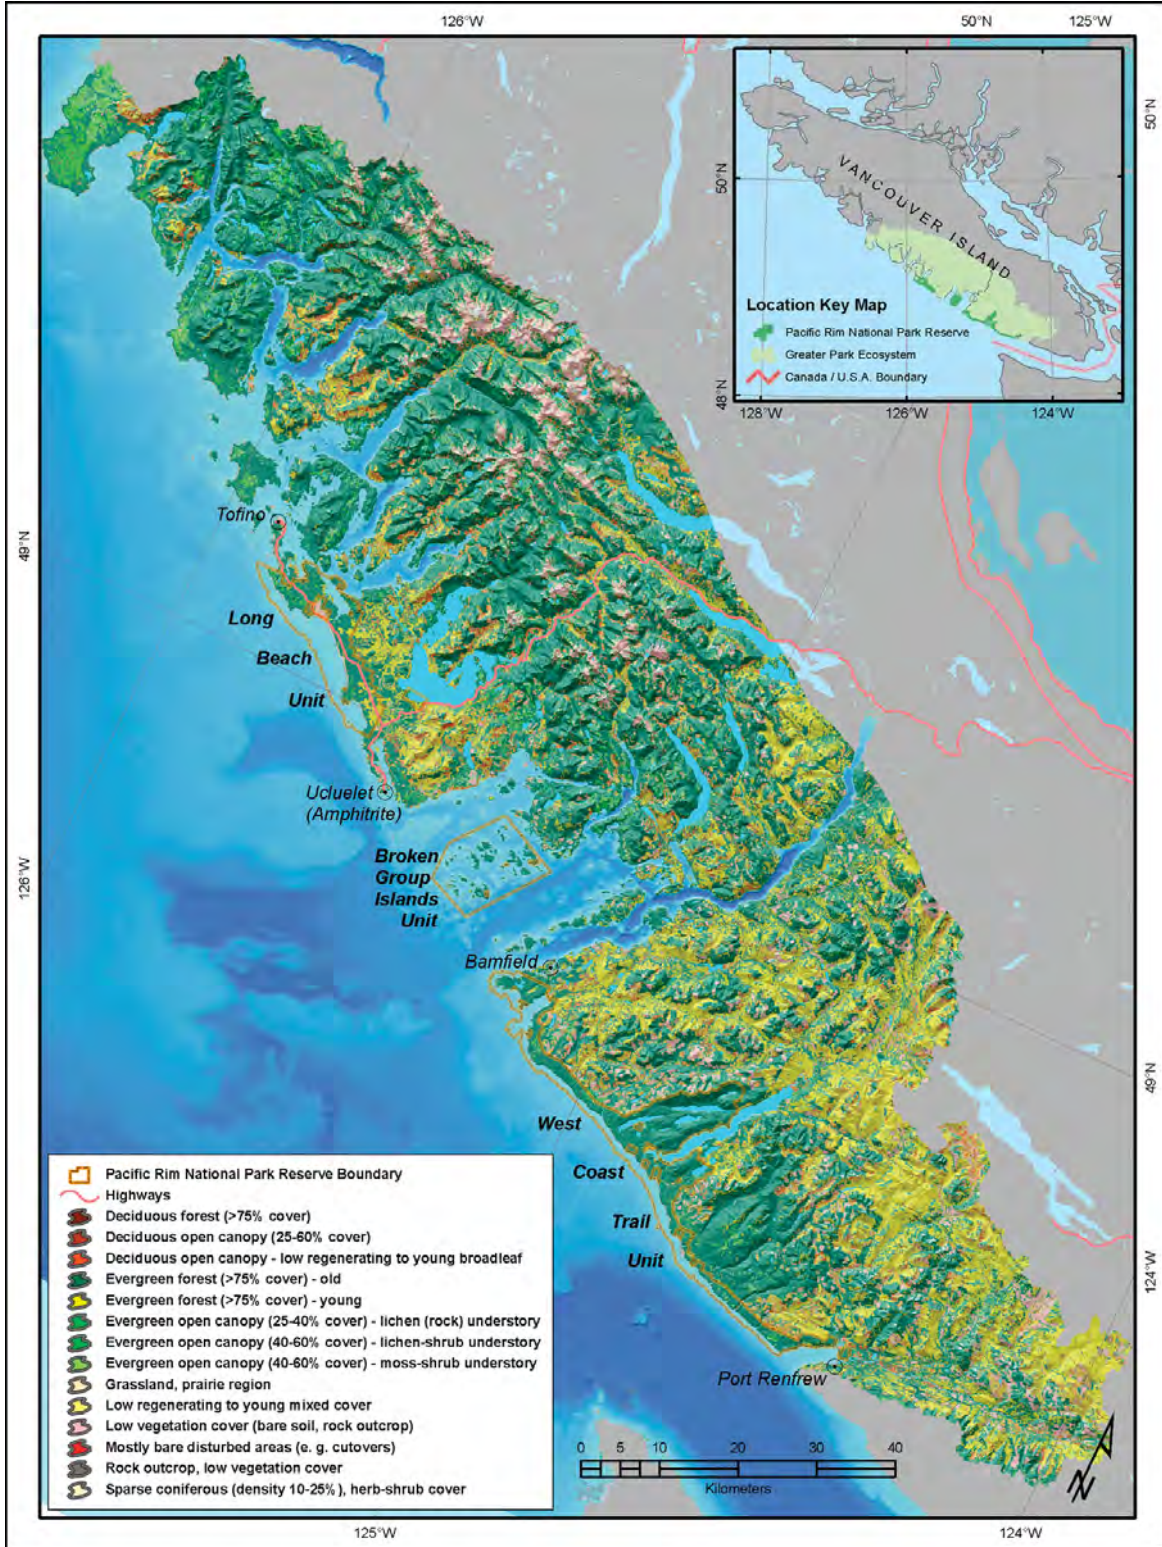 126°W
50°N
125°W
50°N
50°N
VANCOUVER ISLAND
Location Key Map
Pacific Rim National Park Reserve
Greater Park Ecosystem
Canada / U.S.A. Boundary
48°N
128°W
126°W
124°W
49°N
Tofino
Long
Beach
Unit
Ucluelet
(Amphitrite)
126°W
Broken
Group
Islands
Unit
Bamfield
49°N
West
Coast
Trail
Unit
124°W
Port Renfrew
Pacific Rim National Park Reserve Boundary
Highways
Deciduous forest (>75% cover)
Deciduous open canopy (25-60% cover)
Deciduous open canopy - low regenerating to young broadleaf
Evergreen forest (>75% cover) - old
Evergreen forest (>75% cover) - young
Evergreen open canopy (25-40% cover) - lichen (rock) understory
Evergreen open canopy (40-60% cover) - lichen-shrub understory
Evergreen open canopy (40-60% cover) - moss-shrub understory
Grassland, prairie region
Low regenerating to young mixed cover
Low vegetation cover (bare soil, rock outcrop)
Mostly bare disturbed areas (e. g. cutovers)
Rock outcrop, low vegetation cover
Sparse coniferous (density 10-25%), herb-shrub cover
0 5 10 20 30 40
Kilometers
N
125°W
124°W